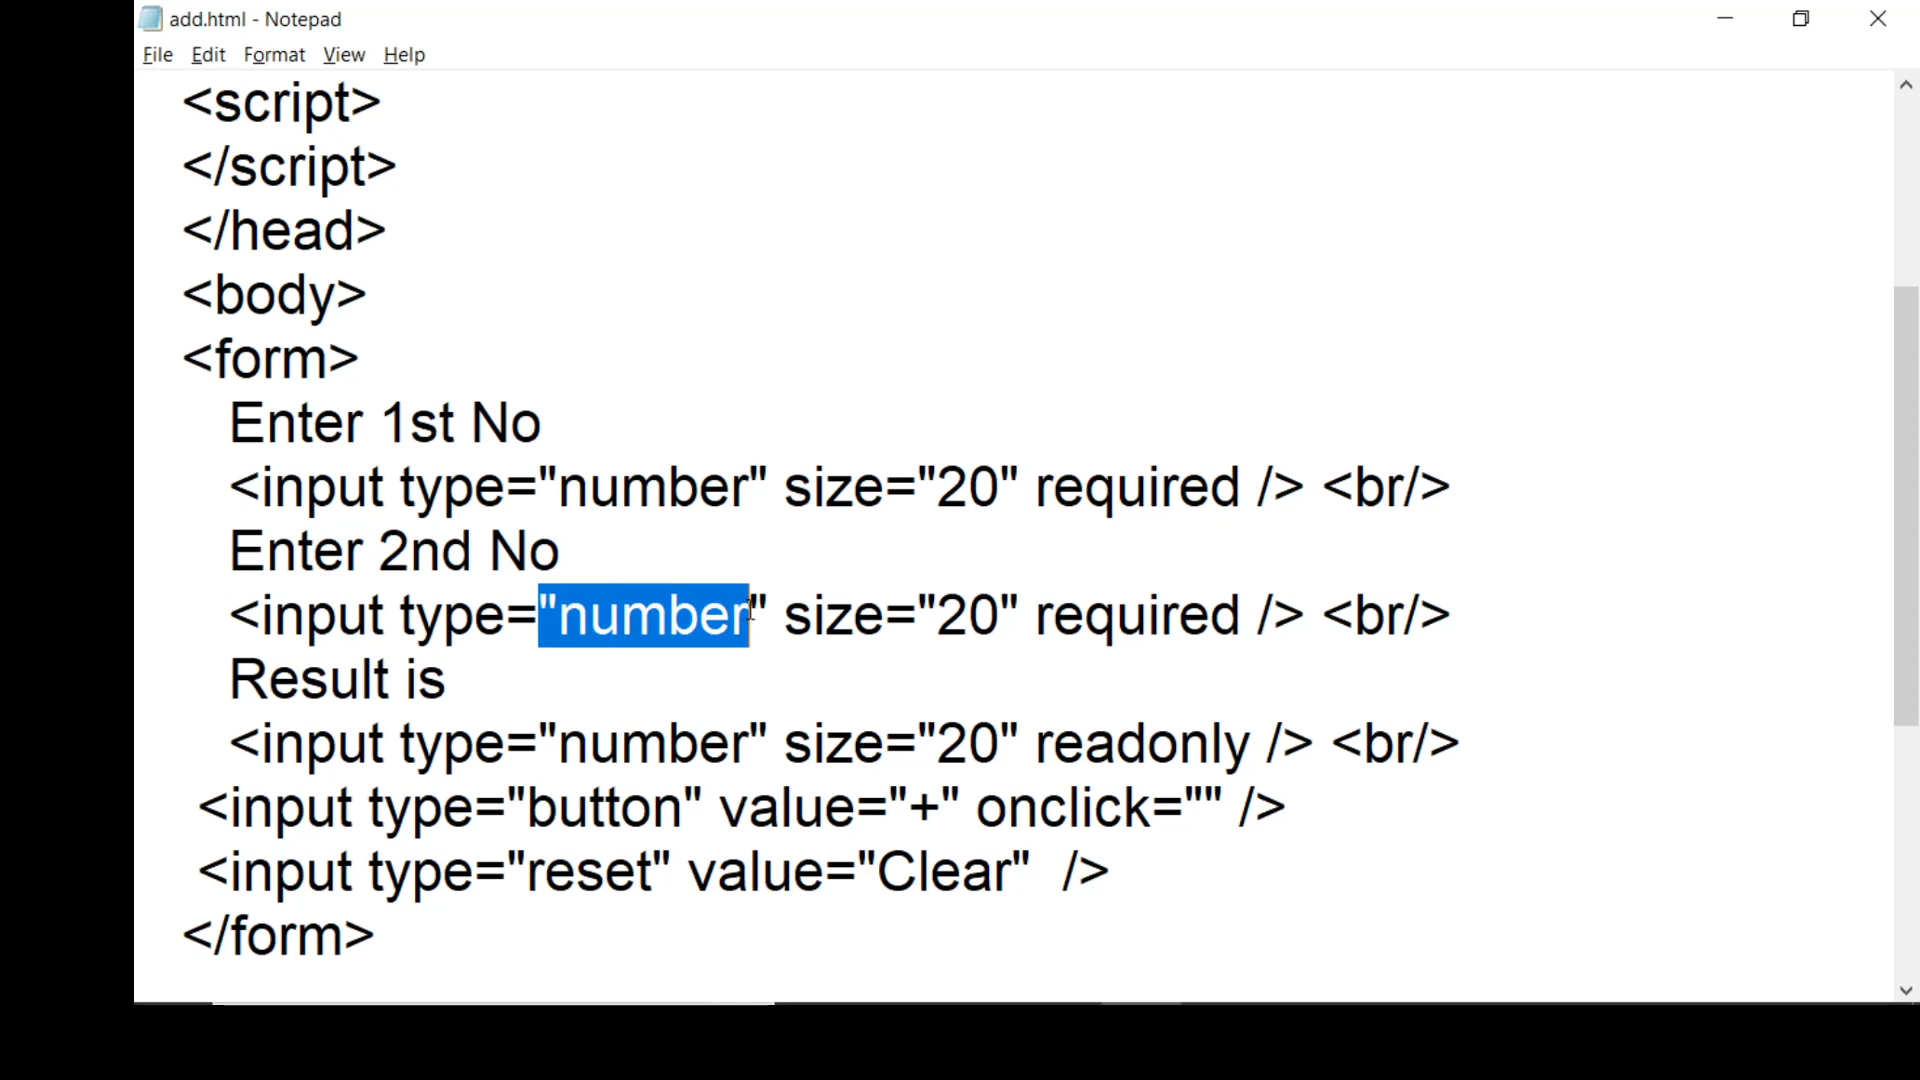 add.html - Notepad
File Edit Format View Help
<script>
</script>
</head>
<body>
<form>
Enter 1st No
<input type="number" size="20" required /> <br/>
Enter 2nd No
<input type="number" size="20" required /> <br/>
Result is
<input type="number" size="20" readonly /> <br/>
<input type="button" value="+" onclick="" />
<input type="reset" value="Clear"  />
</form>